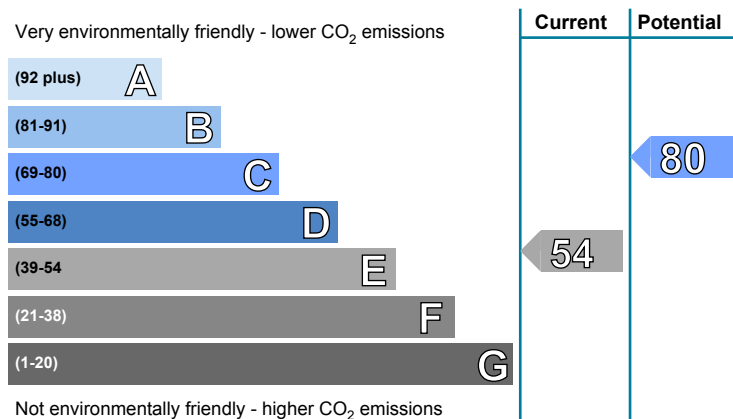 Current Potential
Very environmentally friendly - lower CO2 emissions
(92 plus) A
(81-91) B
(69-80) C
80
(55-68) D
(39-54 E
54
(21-38) F
(1-20) G
Not environmentally friendly - higher CO2 emissions